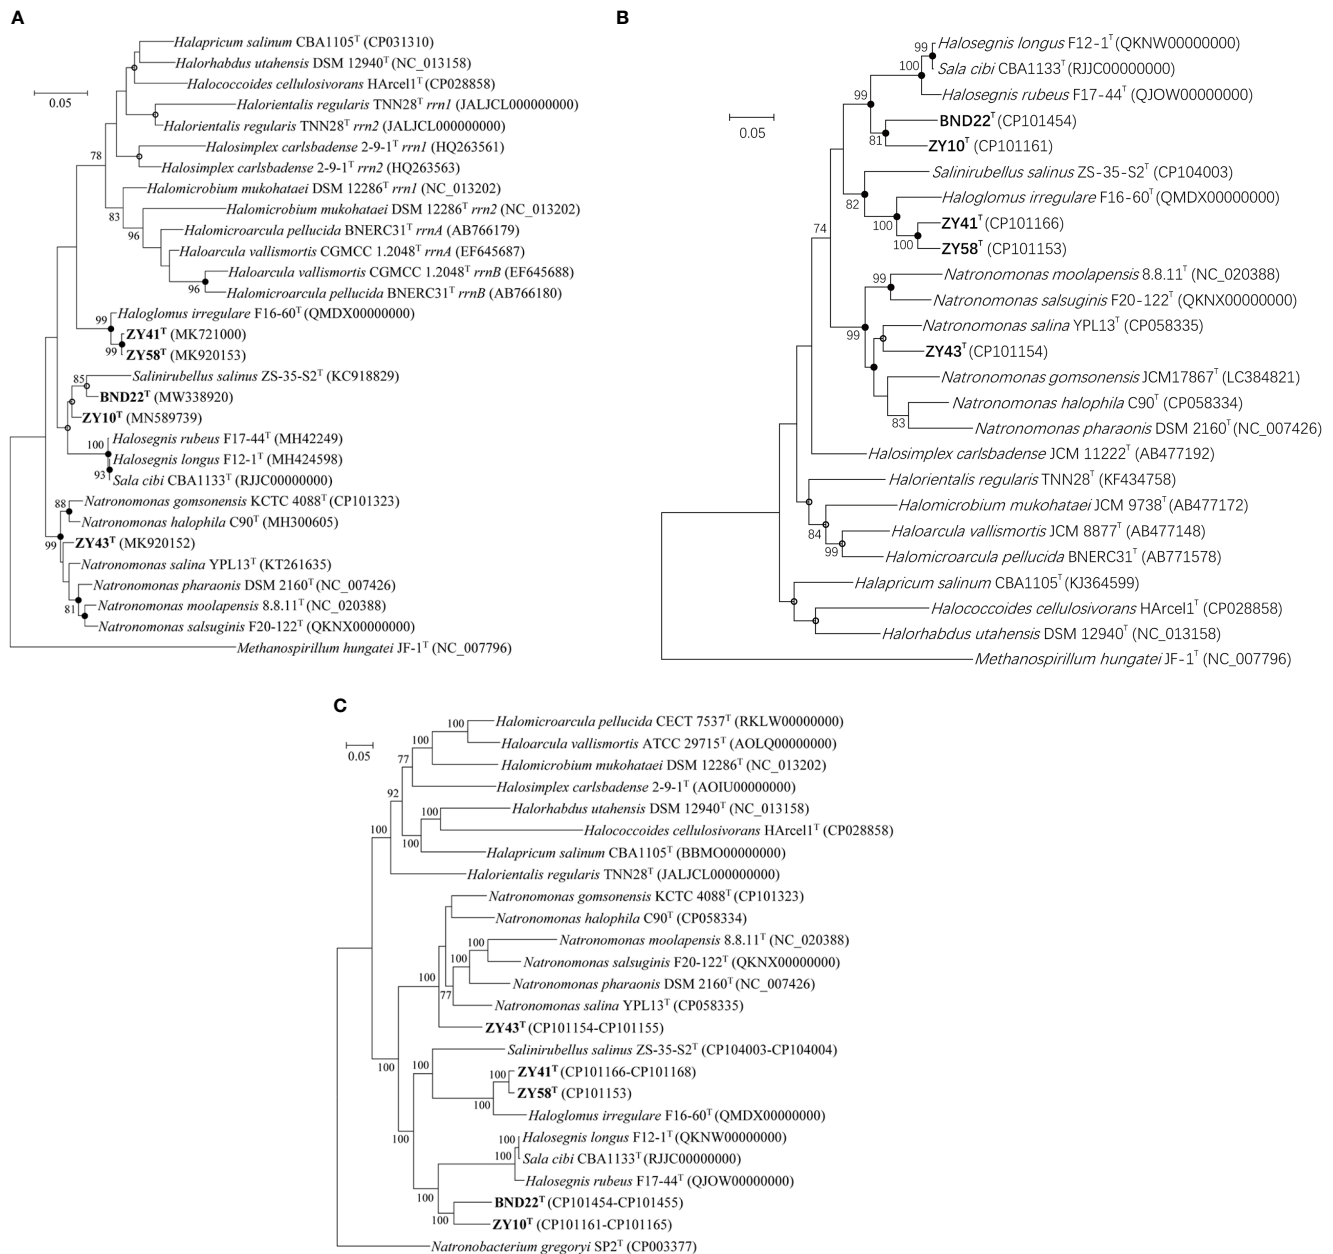 A
Halapricum salinum CBA1105T (CP031310)
Halorhabdus utahensis DSM 12940T (NC_013158)
Halococcoides cellulosivorans HArcel1T (CP028858)
0.05
Halorientalis regularis TNN28T rrn1 (JALJCL000000000)
Halorientalis regularis TNN28T rrn2 (JALJCL000000000)
Halosimplex carlsbadense 2-9-1T rrn1 (HQ263561)
78
Halosimplex carlsbadense 2-9-1T rrn2 (HQ263563)
Halomicrobium mukohataei DSM 12286T rrn1 (NC_013202)
83
Halomicrobium mukohataei DSM 12286T rrn2 (NC_013202)
96
Halomicroarcula pellucida BNERC31T rrnA (AB766179)
Haloarcula vallismortis CGMCC 1.2048T rrnA (EF645687)
Haloarcula vallismortis CGMCC 1.2048T rrnB (EF645688)
96
Halomicroarcula pellucida BNERC31T rrnB (AB766180)
Haloglomus irregulare F16-60T (QMDX00000000)
99
ZY41T (MK721000)
99
ZY58T (MK920153)
Salinirubellus salinus ZS-35-S2T (KC918829)
85
BND22T (MW338920)
ZY10T (MN589739)
Halosegnis rubeus F17-44T (MH42249)
100
Halosegnis longus F12-1T (MH424598)
93
Sala cibi CBA1133T (RJJC00000000)
Natronomonas gomsonensis KCTC 4088T (CP101323)
88
Natronomonas halophila C90T (MH300605)
99
ZY43T (MK920152)
Natronomonas salina YPL13T (KT261635)
Natronomonas pharaonis DSM 2160T (NC_007426)
81
Natronomonas moolapensis 8.8.11T (NC_020388)
Natronomonas salsuginis F20-122T (QKNX00000000)
Methanospirillum hungatei JF-1T (NC_007796)
B
99
Halosegnis longus F12-1T (QKNW00000000)
100
Sala cibi CBA1133T (RJJC00000000)
99
Halosegnis rubeus F17-44T (QJOW00000000)
BND22T (CP101454)
0.05
81
ZY10T (CP101161)
Salinirubellus salinus ZS-35-S2T (CP104003)
82
Haloglomus irregulare F16-60T (QMDX00000000)
100
ZY41T (CP101166)
74
100
ZY58T (CP101153)
99
Natronomonas moolapensis 8.8.11T (NC_020388)
Natronomonas salsuginis F20-122T (QKNX00000000)
99
Natronomonas salina YPL13T (CP058335)
ZY43T (CP101154)
Natronomonas gomsonensis JCM17867T (LC384821)
Natronomonas halophila C90T (CP058334)
83
Natronomonas pharaonis DSM 2160T (NC_007426)
Halosimplex carlsbadense JCM 11222T (AB477192)
Halorientalis regularis TNN28T (KF434758)
Halomicrobium mukohataei JCM 9738T (AB477172)
84
Haloarcula vallismortis JCM 8877T (AB477148)
99
Halomicroarcula pellucida BNERC31T (AB771578)
Halapricum salinum CBA1105T (KJ364599)
Halococcoides cellulosivorans HArcel1T (CP028858)
Halorhabdus utahensis DSM 12940T (NC_013158)
Methanospirillum hungatei JF-1T (NC_007796)
C
100
Halomicroarcula pellucida CECT 7537T (RKLW00000000)
100
Haloarcula vallismortis ATCC 29715T (AOLQ00000000)
0.05
77
Halomicrobium mukohataei DSM 12286T (NC_013202)
Halosimplex carlsbadense 2-9-1T (AOIU00000000)
92
100
Halorhabdus utahensis DSM 12940T (NC_013158)
100
Halococcoides cellulosivorans HArcel1T (CP028858)
100
Halapricum salinum CBA1105T (BBMO00000000)
Halorientalis regularis TNN28T (JALJCL000000000)
Natronomonas gomsonensis KCTC 4088T (CP101323)
Natronomonas halophila C90T (CP058334)
100
Natronomonas moolapensis 8.8.11T (NC_020388)
100
Natronomonas salsuginis F20-122T (QKNX00000000)
100
Natronomonas pharaonis DSM 2160T (NC_007426)
77
Natronomonas salina YPL13T (CP058335)
ZY43T (CP101154-CP101155)
Salinirubellus salinus ZS-35-S2T (CP104003-CP104004)
100
100
100
ZY41T (CP101166-CP101168)
ZY58T (CP101153)
100
Haloglomus irregulare F16-60T (QMDX00000000)
100
100
Halosegnis longus F12-1T (QKNW00000000)
100
Sala cibi CBA1133T (RJJC00000000)
Halosegnis rubeus F17-44T (QJOW00000000)
100
BND22T (CP101454-CP101455)
100
ZY10T (CP101161-CP101165)
Natronobacterium gregoryi SP2T (CP003377)